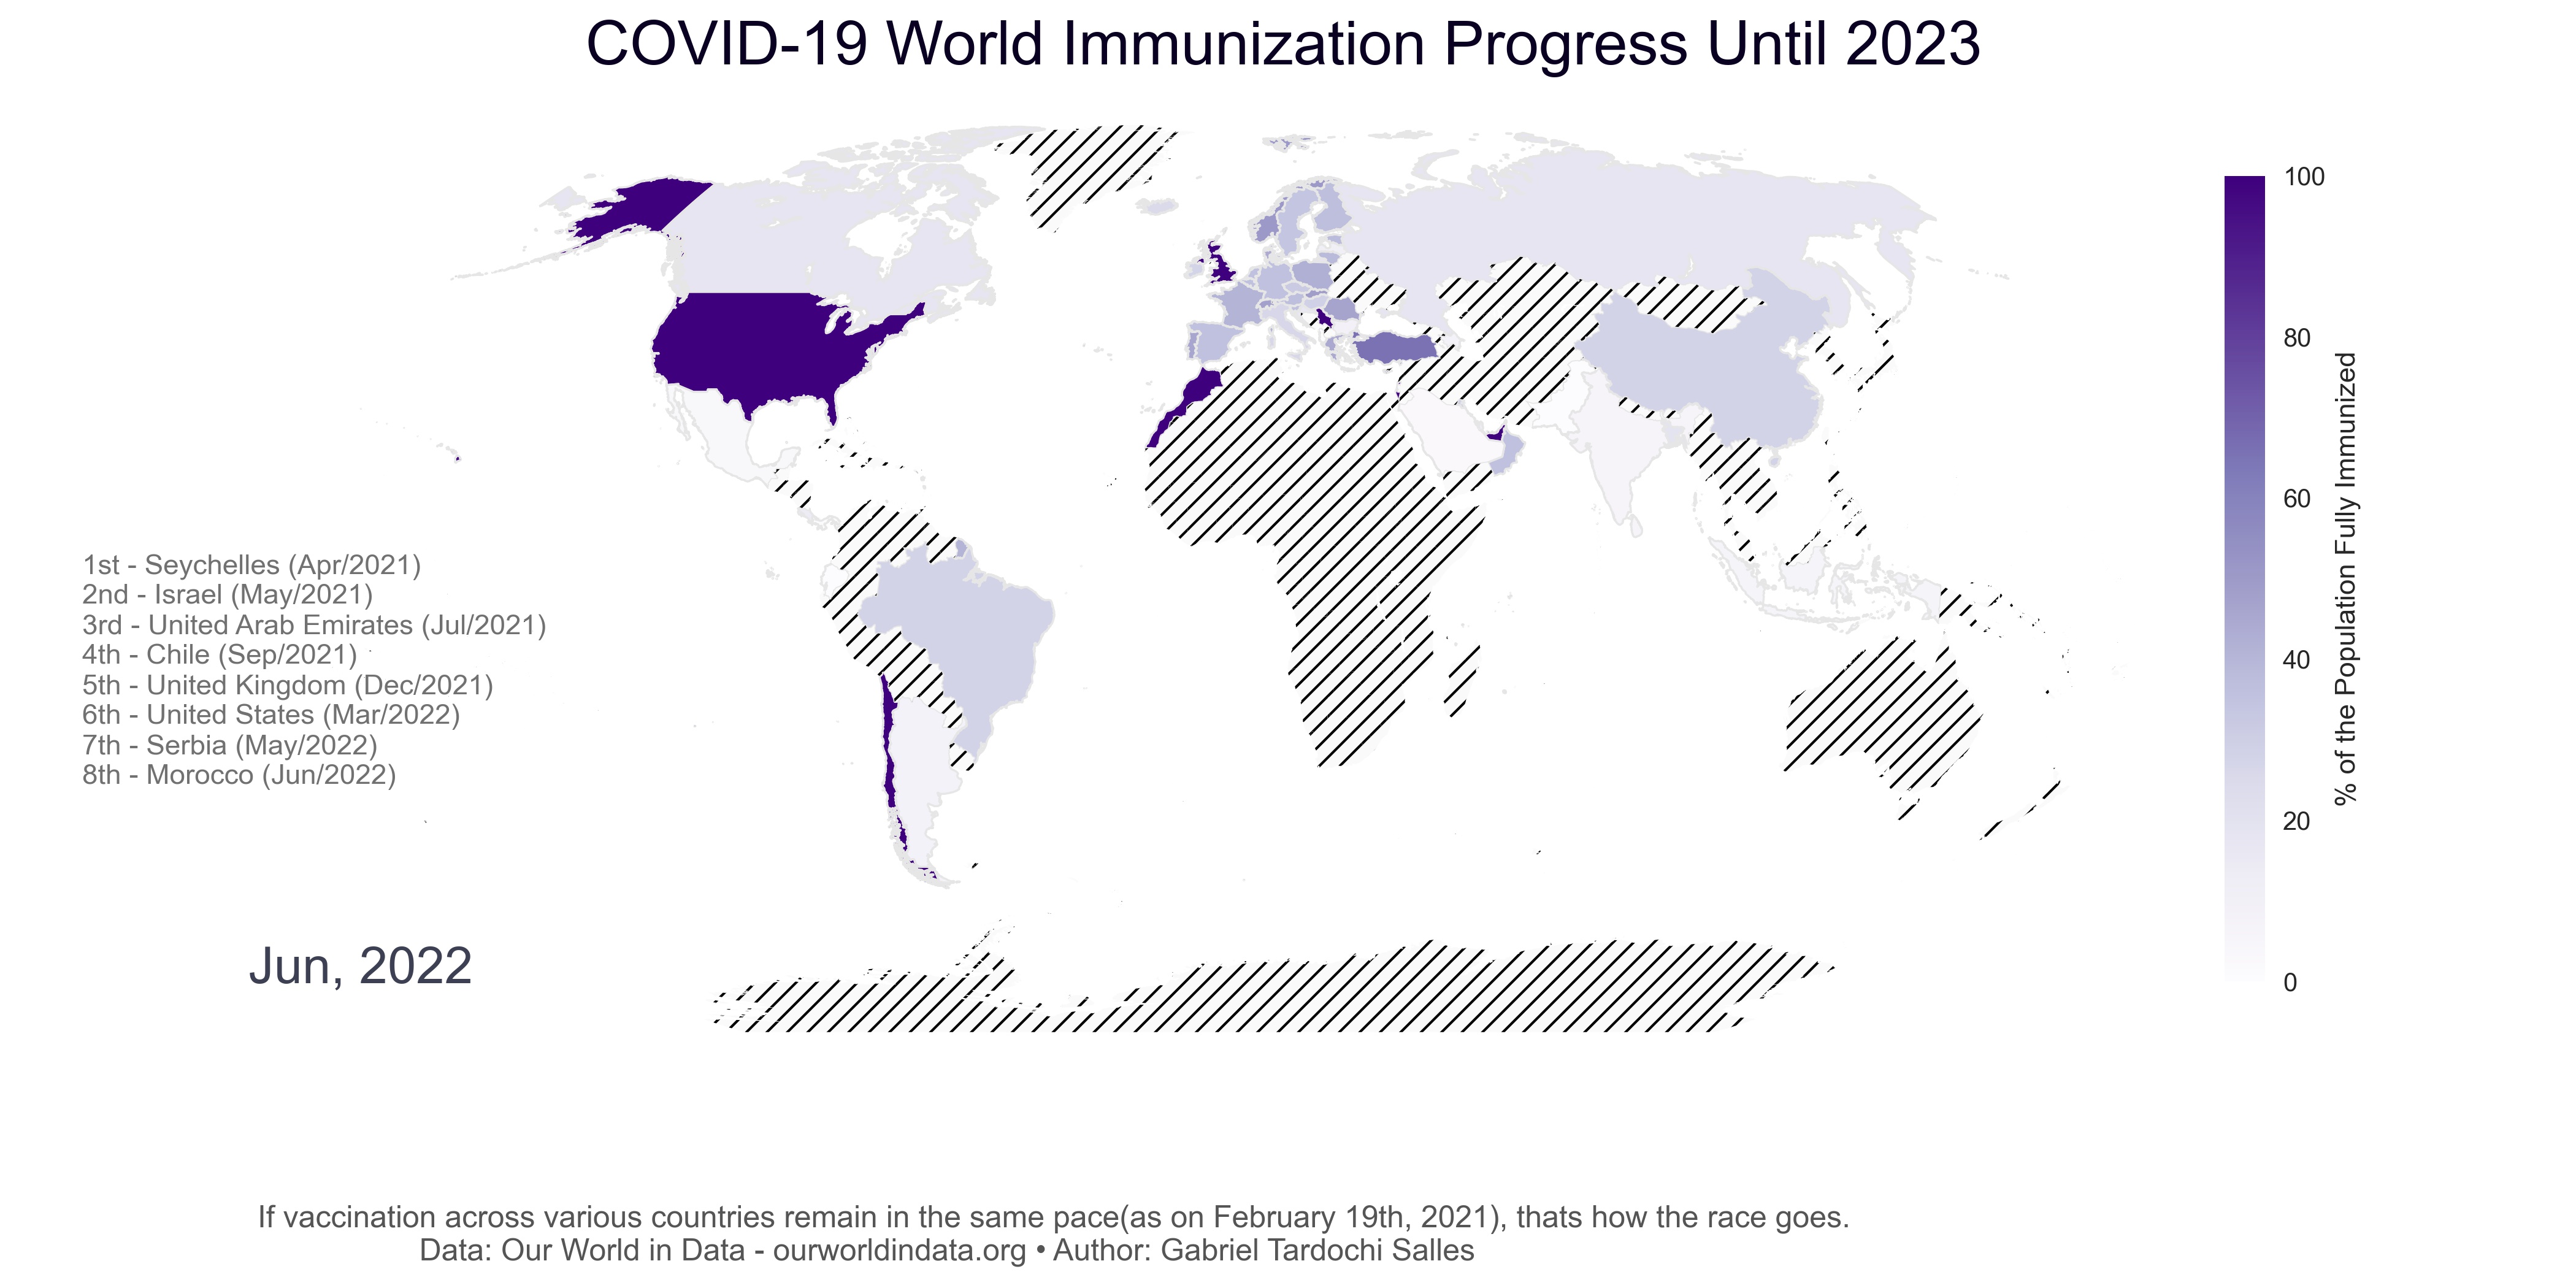 COVID-19 World Immunization Progress Until 2023
1st - Seychelles (Apr/2021)
2nd - Israel (May/2021)
3rd - United Arab Emirates (Jul/2021)
4th - Chile (Sep/2021)
5th - United Kingdom (Dec/2021)
6th - United States (Mar/2022)
7th - Serbia (May/2022)
8th - Morocco (Jun/2022)
Jun, 2022
100
80
60
40
20
0
% of the Population Fully Immunized
If vaccination across various countries remain in the same pace(as on February 19th, 2021), thats how the race goes.
Data: Our World in Data - ourworldindata.org • Author: Gabriel Tardochi Salles